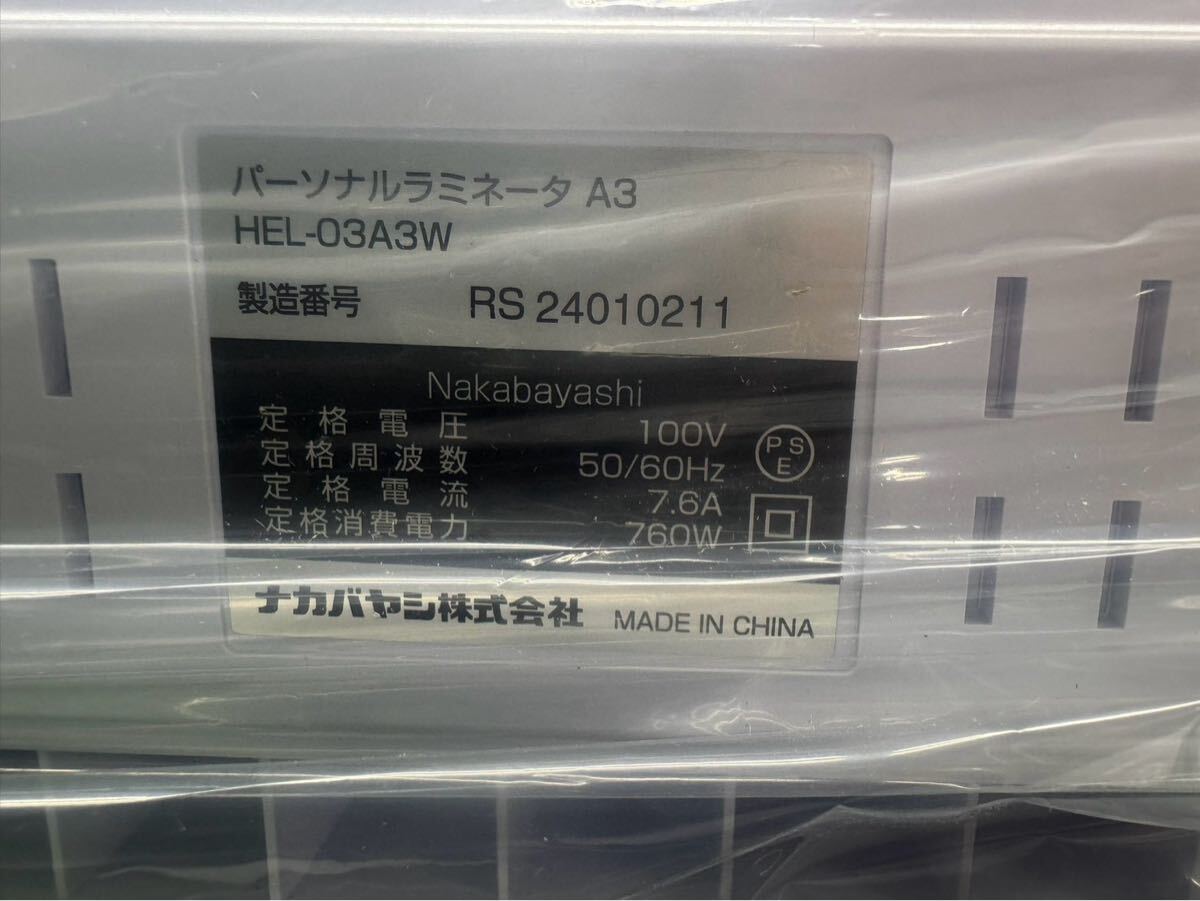 パーソナルラミネータ A3
HEL-03A3W
製造番号 RS 24010211
Nakabayashi
定格電圧 100V
定格周波数 50/60Hz
定格電流 7.6A
定格消費電力 760W
PSE
ナカバヤシ株式会社 MADE IN CHINA